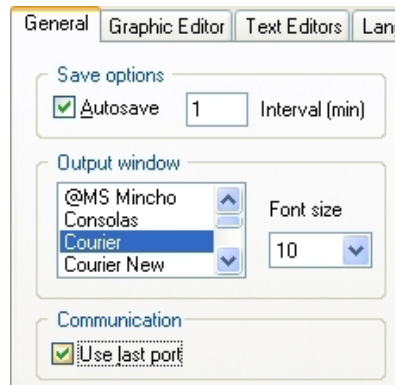 General Graphic Editor Text Editors Lan
Save options
Autosave 1 Interval (min)
Output window
@MS Mincho
Consolas
Courier
Courier New
Font size
10
Communication
Use last port